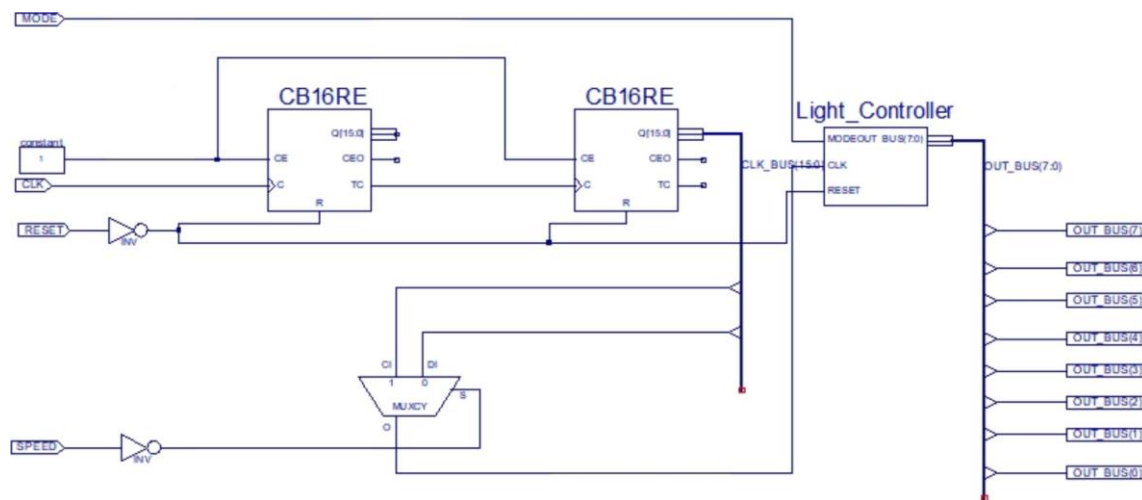 MODE
CB16RE
CB16RE
Light_Controller
Q[15:0]
Q[15:0]
MODE OUT_BUS(7:0)
constant
1
CE
CEO
CE
CEO
CLK_BUS(15:0)
CLK
OUT_BUS(7:0)
CLK
C
TC
C
TC
RESET
R
R
RESET
INV
OUT_BUS(7)
OUT_BUS(6)
OUT_BUS(5)
OUT_BUS(4)
CI
DI
OUT_BUS(3)
1
0
S
MUXCY
OUT_BUS(2)
O
OUT_BUS(1)
SPEED
INV
OUT_BUS(0)